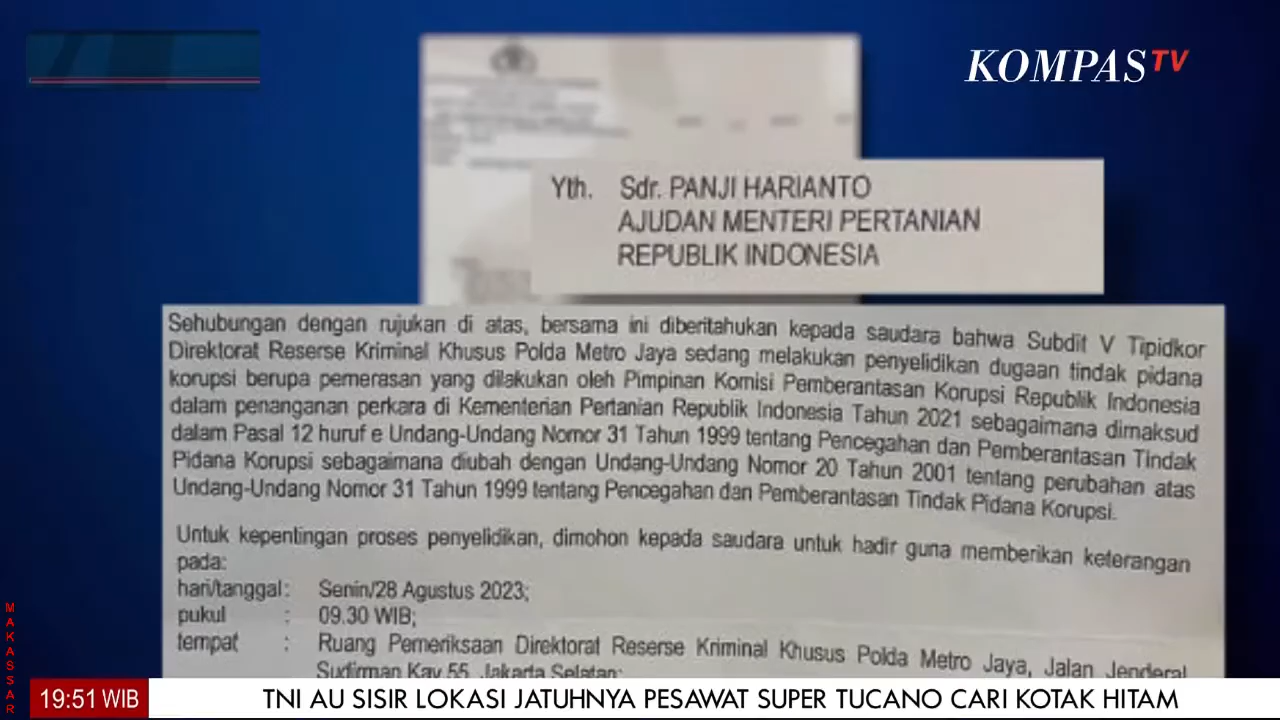 KOMPAS TV
Yth. Sdr. PANJI HARIANTO
AJUDAN MENTERI PERTANIAN
REPUBLIK INDONESIA
Sehubungan dengan rujukan di atas, bersama ini diberitahukan kepada saudara bahwa Subdit V Tipidkor
Direktorat Reserse Kriminal Khusus Polda Metro Jaya sedang melakukan penyelidikan dugaan tindak pidana
korupsi berupa pemerasan yang dilakukan oleh Pimpinan Komisi Pemberantasan Korupsi Republik Indonesia
dalam penanganan perkara di Kementerian Pertanian Republik Indonesia Tahun 2021 sebagaimana dimaksud
dalam Pasal 12 huruf e Undang-Undang Nomor 31 Tahun 1999 tentang Pencegahan dan Pemberantasan Tindak
Pidana Korupsi sebagaimana diubah dengan Undang-Undang Nomor 20 Tahun 2001 tentang perubahan atas
Undang-Undang Nomor 31 Tahun 1999 tentang Pencegahan dan Pemberantasan Tindak Pidana Korupsi.
Untuk kepentingan proses penyelidikan, dimohon kepada saudara untuk hadir guna memberikan keterangan
pada:
hari/tanggal : Senin/28 Agustus 2023;
pukul : 09.30 WIB;
tempat : Ruang Pemeriksaan Direktorat Reserse Kriminal Khusus Polda Metro Jaya, Jalan Jenderal
Sudirman Kav 55, Jakarta Selatan;
MAKASSAR
19:51 WIB TNI AU SISIR LOKASI JATUHNYA PESAWAT SUPER TUCANO CARI KOTAK HITAM